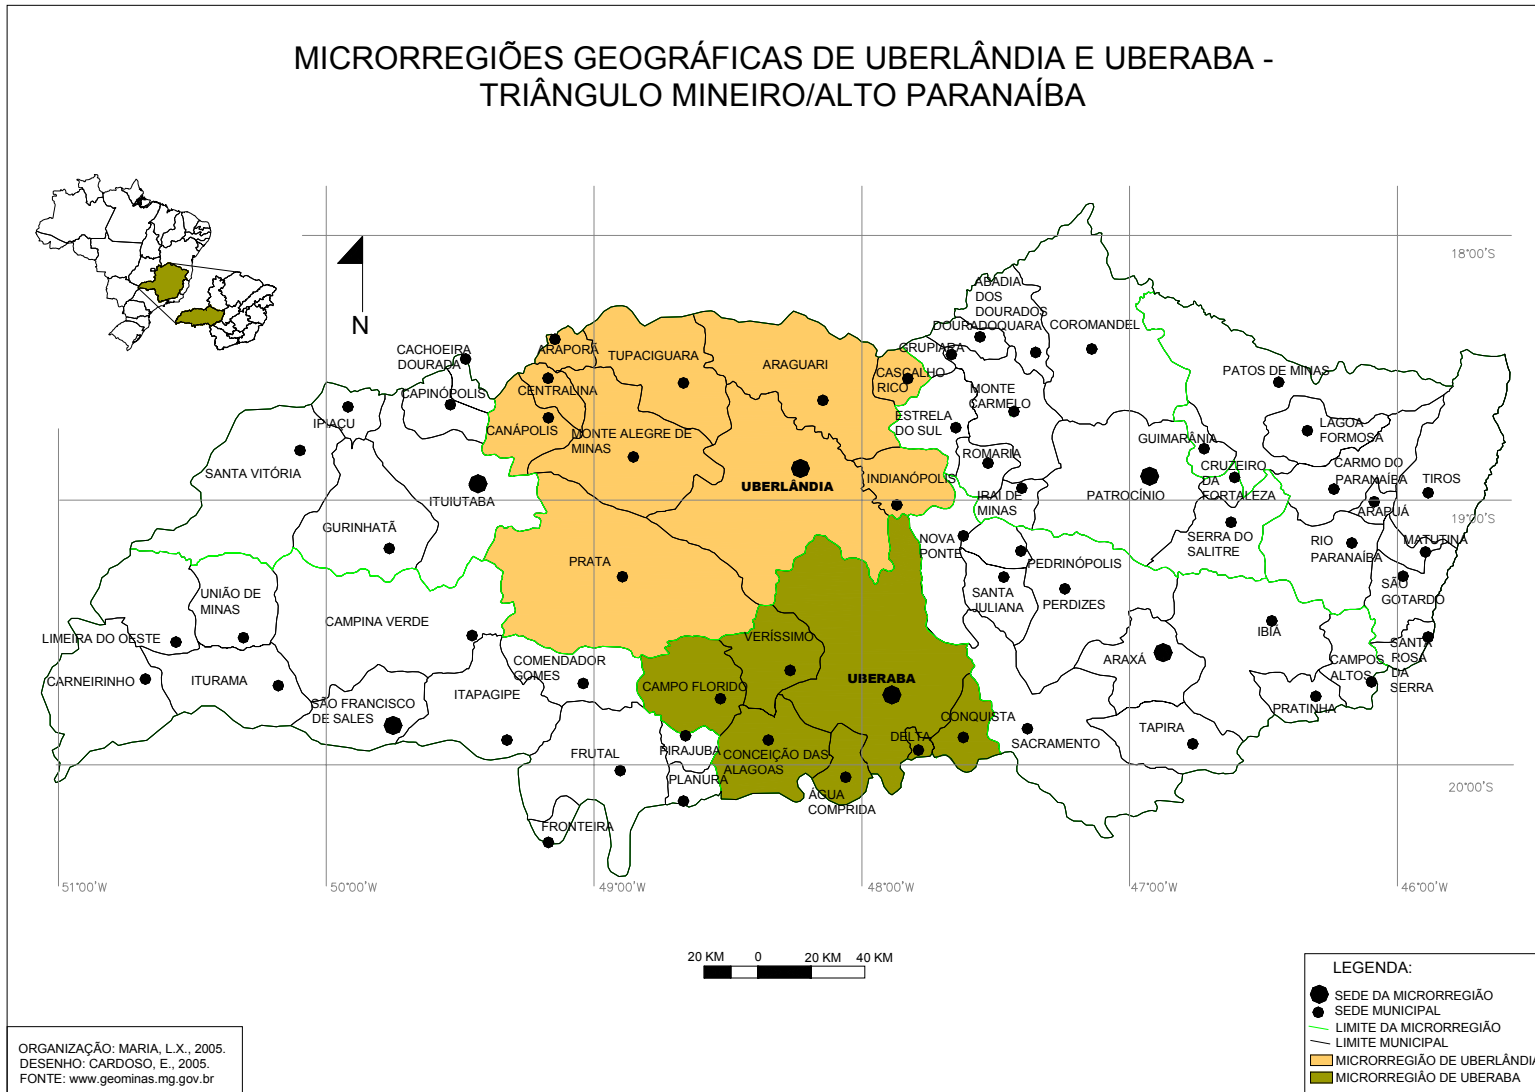 MICRORREGIÕES GEOGRÁFICAS DE UBERLÂNDIA E UBERABA -
TRIÂNGULO MINEIRO/ALTO PARANAÍBA
18°00'S
N
ABADIA
DOS
DOURADOS
DOURADOQUARA
COROMANDEL
CACHOEIRA
DOURADA
ARAPORÃ
TUPACIGUARA
ARAGUARI
GRUPIARA
CASCALHO
RICO
PATOS DE MINAS
CAPINÓPOLIS
CENTRALINA
MONTE
CARMELO
IPIAÇU
CANÁPOLIS
MONTE ALEGRE DE
MINAS
ESTRELA
DO SUL
LAGOA
FORMOSA
GUIMARÂNIA
SANTA VITÓRIA
ROMARIA
CRUZEIRO
DA
FORTALEZA
CARMO DO
PARANAÍBA
TIROS
UBERLÂNDIA
INDIANÓPOLIS
ITUIUTABA
IRAÍ DE
MINAS
PATROCÍNIO
ARAPUÁ
19°00'S
GURINHATÃ
NOVA
PONTE
SERRA DO
SALITRE
RIO
PARANAÍBA
MATUTINA
PRATA
PEDRINÓPOLIS
UNIÃO DE
MINAS
SANTA
JULIANA
PERDIZES
SÃO
GOTARDO
CAMPINA VERDE
LIMEIRA DO OESTE
VERÍSSIMO
IBIÁ
SANTA
ROSA
DA
SERRA
COMENDADOR
GOMES
ARAXÁ
CAMPOS
ALTOS
CARNEIRINHO
ITURAMA
UBERABA
CAMPO FLORIDO
ITAPAGIPE
SÃO FRANCISCO
DE SALES
PRATINHA
CONQUISTA
TAPIRA
DELTA
SACRAMENTO
FRUTAL
PIRAJUBA
CONCEIÇÃO DAS
ALAGOAS
PLANURA
ÁGUA
COMPRIDA
20°00'S
FRONTEIRA
51°00'W
50°00'W
49°00'W
48°00'W
47°00'W
46°00'W
20 KM 0 20 KM 40 KM
LEGENDA:
SEDE DA MICRORREGIÃO
SEDE MUNICIPAL
LIMITE DA MICRORREGIÃO
LIMITE MUNICIPAL
MICRORREGIÃO DE UBERLÂNDIA
MICRORREGIÃO DE UBERABA
ORGANIZAÇÃO: MARIA, L.X., 2005.
DESENHO: CARDOSO, E., 2005.
FONTE: www.geominas.mg.gov.br